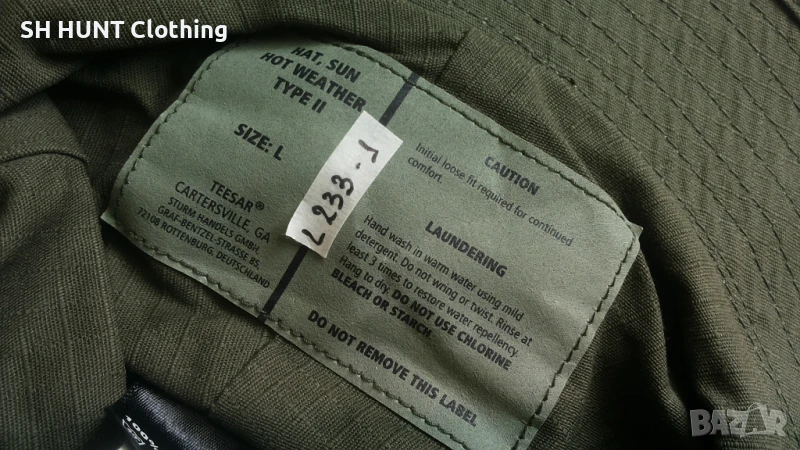 SH HUNT Clothing
HAT, SUN
HOT WEATHER
TYPE II
SIZE: L
TEESAR®
CARTERSVILLE, GA
STURM HANDELS GMBH
GRAF-BENTZEL-STRASSE 85,
72108 ROTTENBURG, DEUTSCHLAND
L 233-1
CAUTION
Initial loose fit required for continued
comfort.
LAUNDERING
Hand wash in warm water using mild
detergent. Do not wring or twist. Rinse at
least 3 times to restore water repellency.
Hang to dry. DO NOT USE CHLORINE
BLEACH OR STARCH.
DO NOT REMOVE THIS LABEL
100%
BAZAR